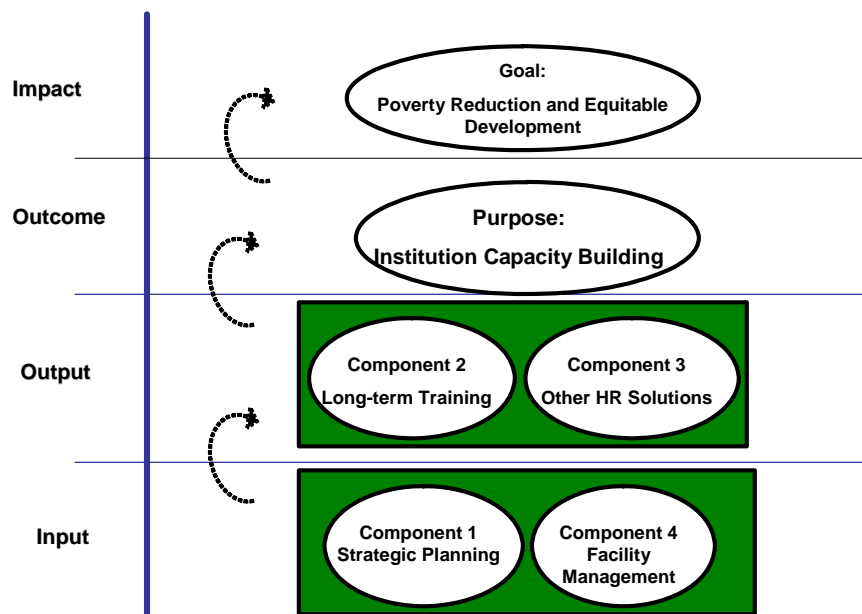 Impact
Goal:
Poverty Reduction and Equitable
Development
Outcome
Purpose:
Institution Capacity Building
Output
Component 2
Long-term Training
Component 3
Other HR Solutions
Input
Component 1
Strategic Planning
Component 4
Facility
Management